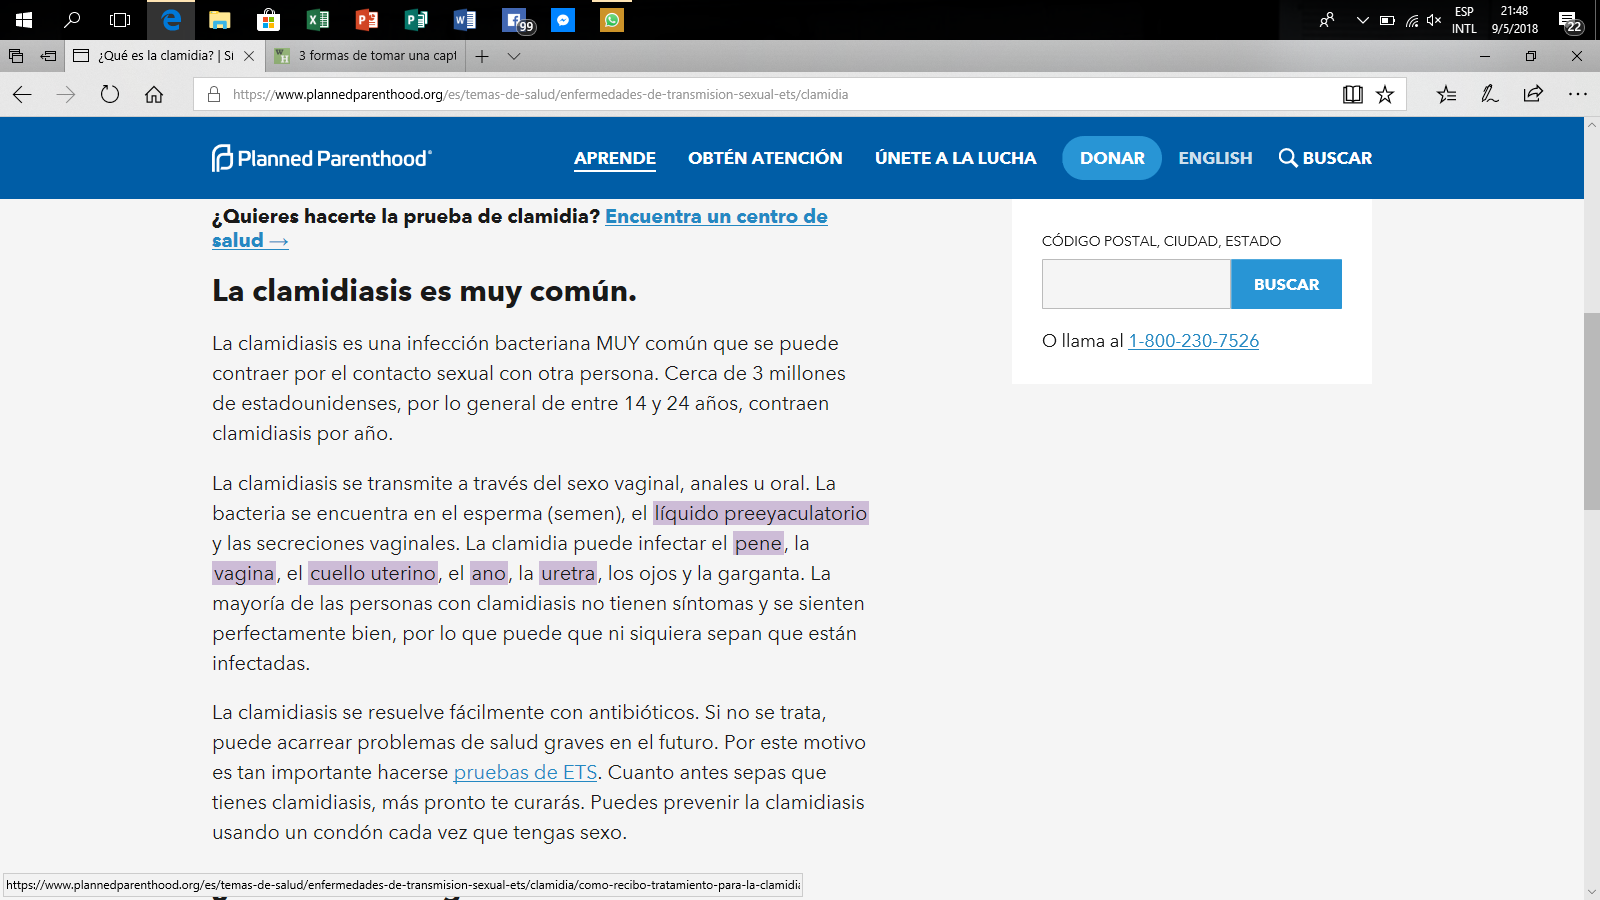 99
ESP
INTL
21:48
9/5/2018
22
¿Qué es la clamidia? | Sí
3 formas de tomar una capt
https://www.plannedparenthood.org/es/temas-de-salud/enfermedades-de-transmision-sexual-ets/clamidia
Planned Parenthood®
APRENDE
OBTÉN ATENCIÓN
ÚNETE A LA LUCHA
DONAR
ENGLISH
BUSCAR
¿Quieres hacerte la prueba de clamidia? Encuentra un centro de
salud →
La clamidiasis es muy común.
La clamidiasis es una infección bacteriana MUY común que se puede
contraer por el contacto sexual con otra persona. Cerca de 3 millones
de estadounidenses, por lo general de entre 14 y 24 años, contraen
clamidiasis por año.
La clamidiasis se transmite a través del sexo vaginal, anales u oral. La
bacteria se encuentra en el esperma (semen), el líquido preeyaculatorio
y las secreciones vaginales. La clamidia puede infectar el pene, la
vagina, el cuello uterino, el ano, la uretra, los ojos y la garganta. La
mayoría de las personas con clamidiasis no tienen síntomas y se sienten
perfectamente bien, por lo que puede que ni siquiera sepan que están
infectadas.
La clamidiasis se resuelve fácilmente con antibióticos. Si no se trata,
puede acarrear problemas de salud graves en el futuro. Por este motivo
es tan importante hacerse pruebas de ETS. Cuanto antes sepas que
tienes clamidiasis, más pronto te curarás. Puedes prevenir la clamidiasis
usando un condón cada vez que tengas sexo.
CÓDIGO POSTAL, CIUDAD, ESTADO
BUSCAR
O llama al 1-800-230-7526
https://www.plannedparenthood.org/es/temas-de-salud/enfermedades-de-transmision-sexual-ets/clamidia/como-recibo-tratamiento-para-la-clamidia